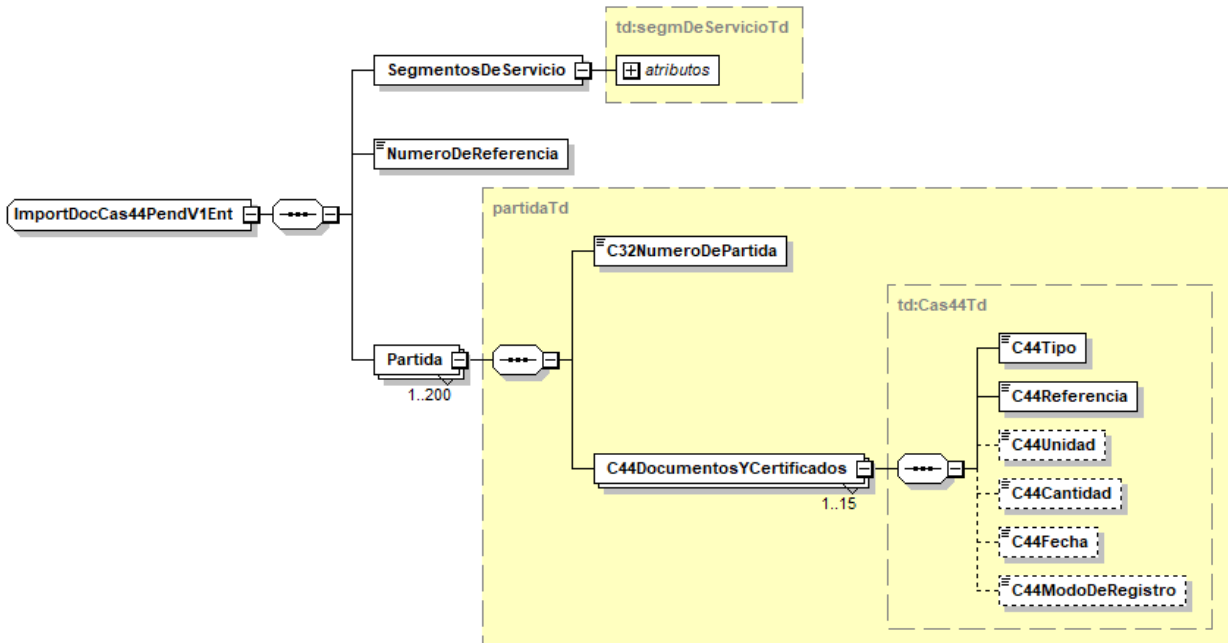 td:segmDeServicioTd
SegmentosDeServicio
atributos
NumeroDeReferencia
ImportDocCas44PendV1Ent
partidaTd
C32NumeroDePartida
td:Cas44Td
C44Tipo
Partida
1..200
C44Referencia
C44Unidad
C44DocumentosYCertificados
1..15
C44Cantidad
C44Fecha
C44ModoDeRegistro